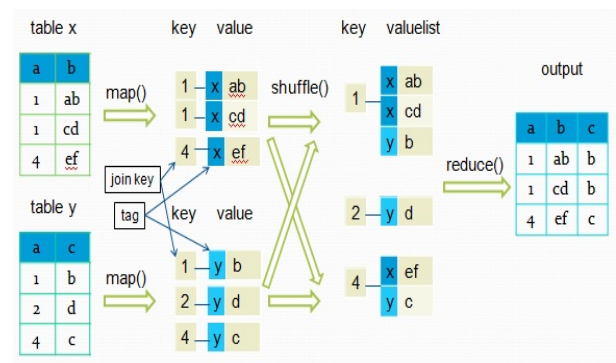 table x
a b
1 ab
1 cd
4 ef
map()
key value
1 x ab
1 x cd
4 x ef
join key
tag
table y
a c
1 b
2 d
4 c
map()
key value
1 y b
2 y d
4 y c
shuffle()
key valuelist
1
x ab
x cd
y b
2 y d
4
x ef
y c
reduce()
output
a b c
1 ab b
1 cd b
4 ef c